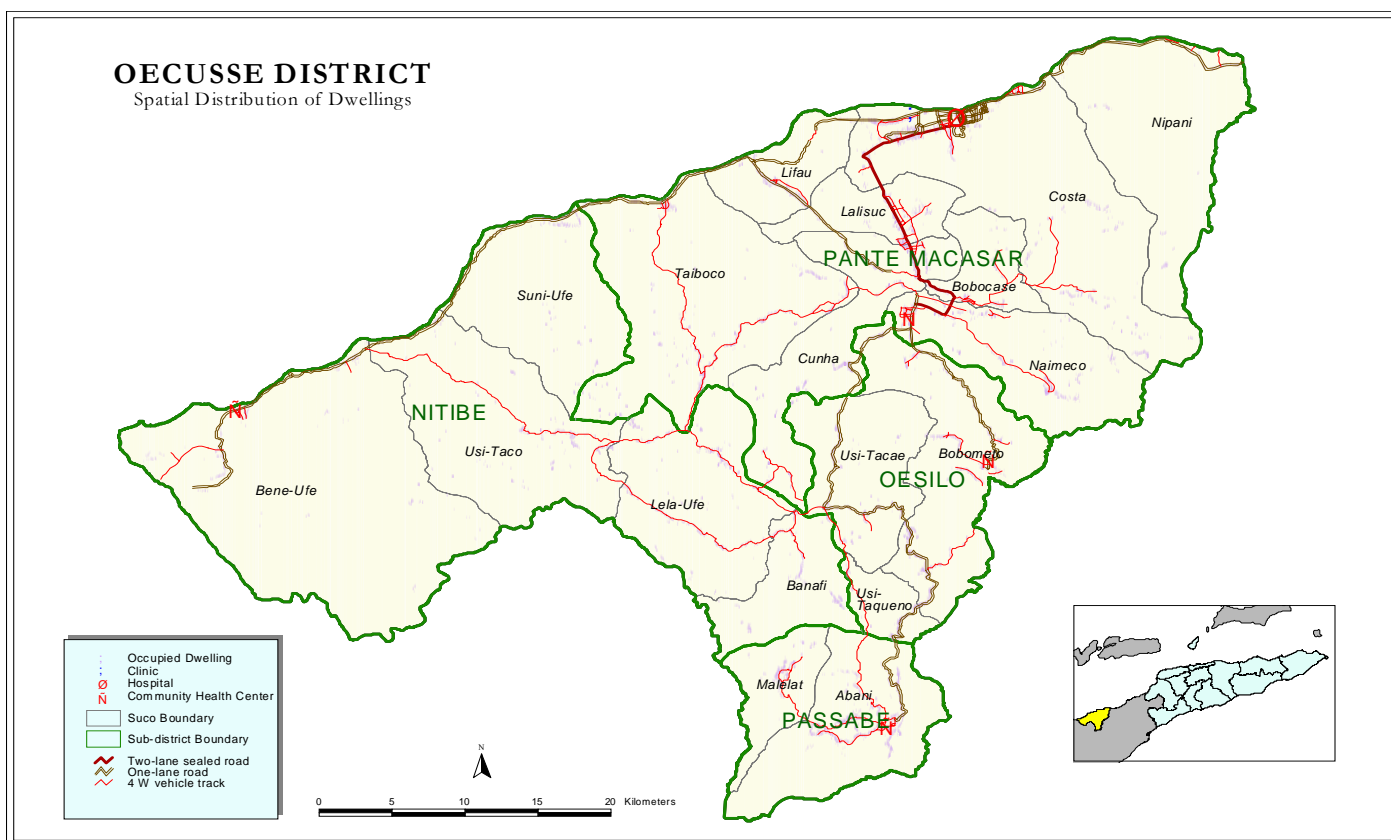 OECUSSE DISTRICT
Spatial Distribution of Dwellings
Nipani
Lifau
Costa
Lalisuc
PANTE MACASAR
Taiboco
Bobocase
Suni-Ufe
Ñ
Cunha
Naimeco
Ñ
NITIBE
Usi-Taco
Usi-Tacae
Bobometo
Ñ
OESILO
Bene-Ufe
Lela-Ufe
Banafi
Usi-
Taqueno
Malelat
Abani
PASSABE
Ñ
Occupied Dwelling
Clinic
Ø Hospital
Ñ Community Health Center
Suco Boundary
Sub-district Boundary
Two-lane sealed road
One-lane road
4 W vehicle track
N
0 5 10 15 20 Kilometers